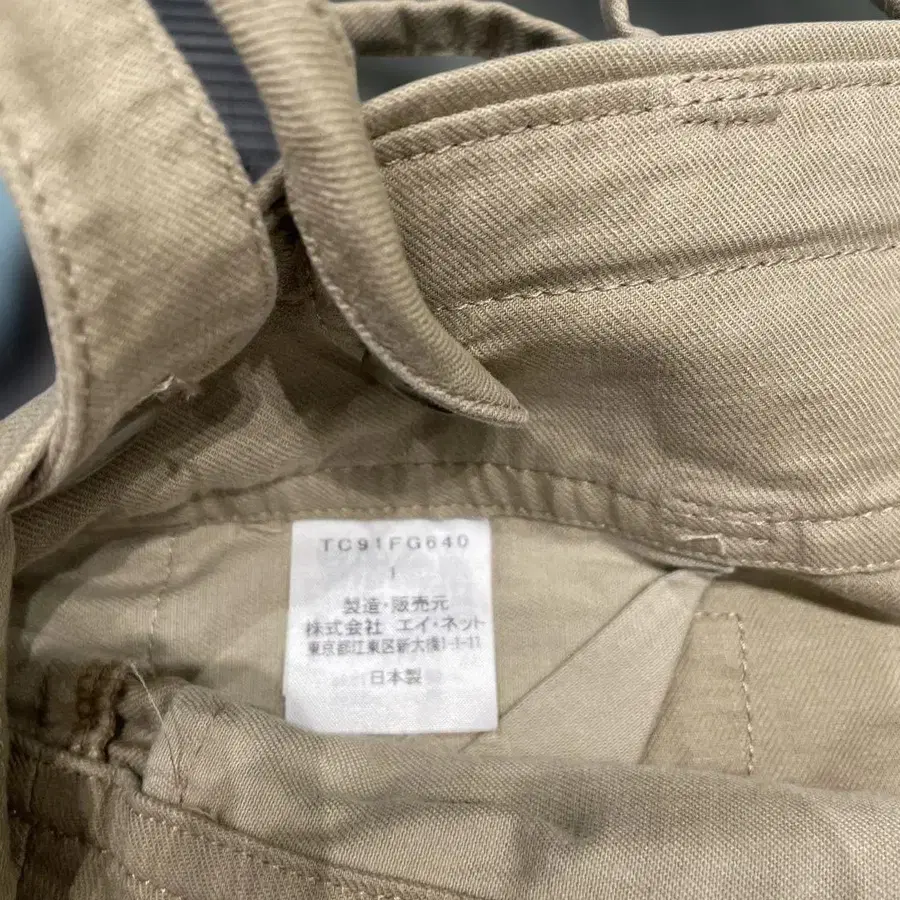 TC91FG640
I
製造・販売元
株式会社 エイ・ネット
東京都江東区新大橋1-1-11
日本製